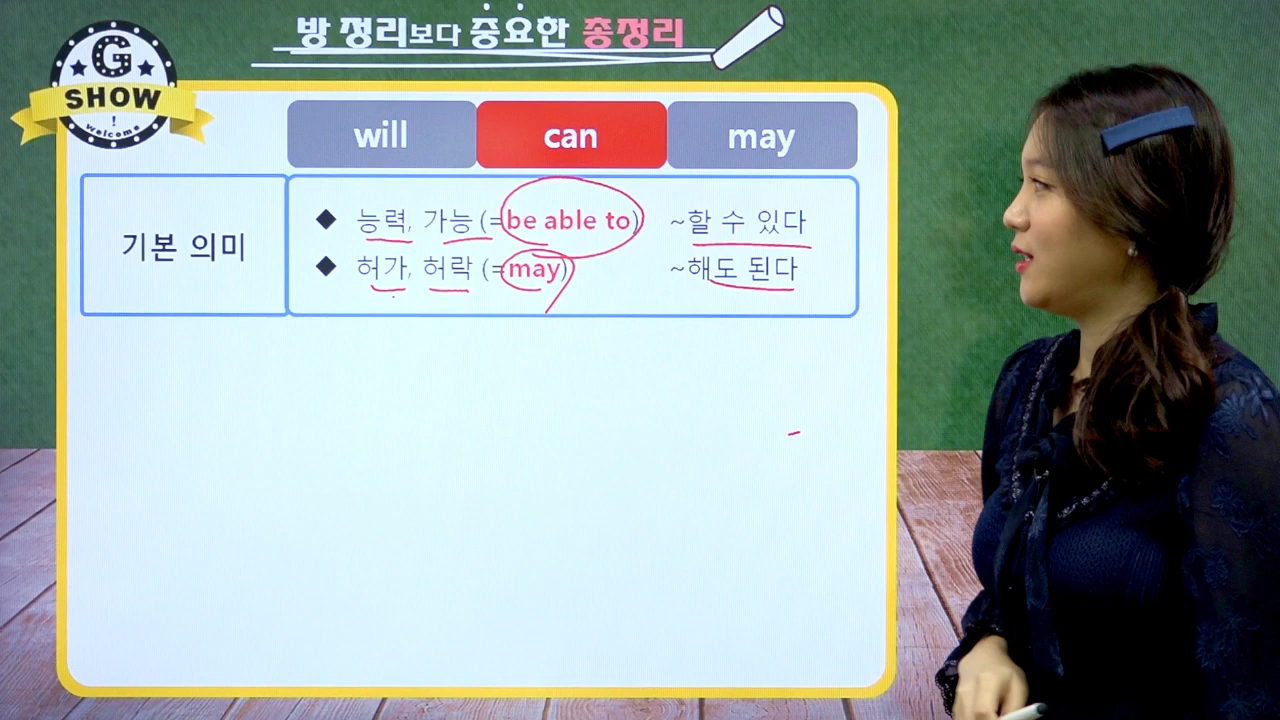 방 정리보다 중요한 총정리
G
SHOW
!
welcome
will can may
기본 의미
◆ 능력, 가능 (=be able to) ~할 수 있다
◆ 허가, 허락 (=may) ~해도 된다